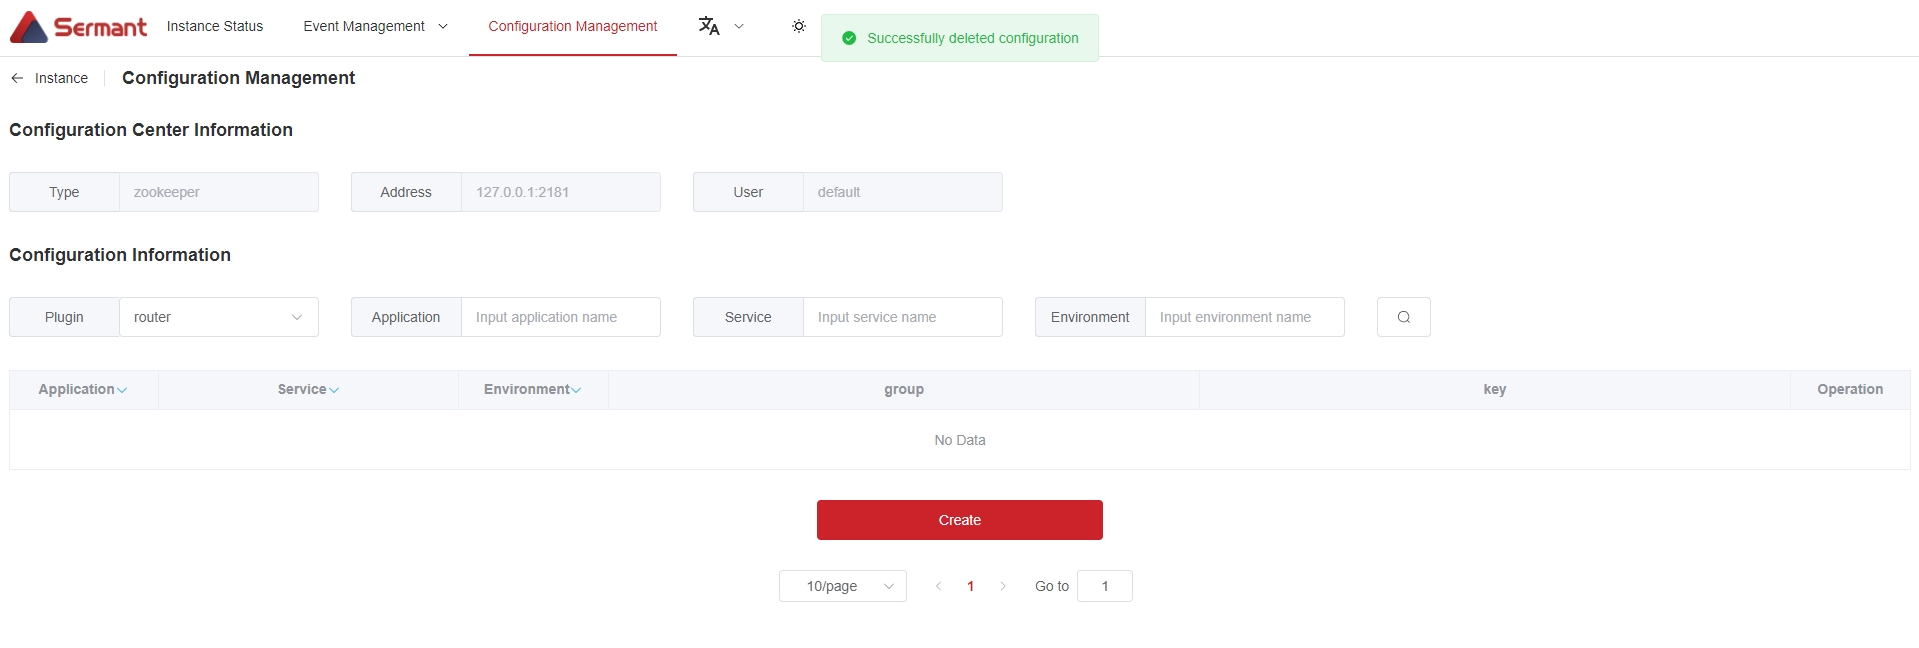 Sermant Instance Status Event Management Configuration Management
Successfully deleted configuration
Instance Configuration Management
Configuration Center Information
Type zookeeper Address 127.0.0.1:2181 User default
Configuration Information
Plugin router Application Input application name Service Input service name Environment Input environment name
Application Service Environment group key Operation
No Data
Create
10/page 1 Go to 1